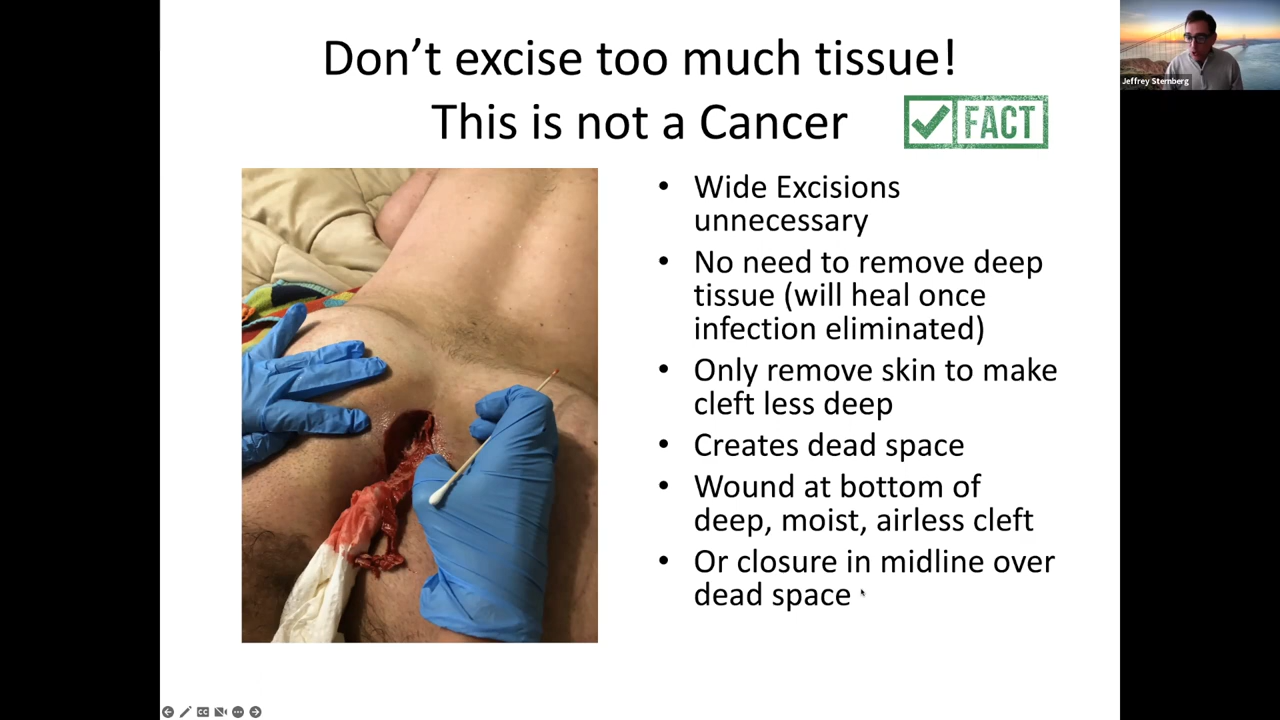 Don't excise too much tissue!
This is not a Cancer
FACT
Jeffrey Sternberg
• Wide Excisions
unnecessary
• No need to remove deep
tissue (will heal once
infection eliminated)
• Only remove skin to make
cleft less deep
• Creates dead space
• Wound at bottom of
deep, moist, airless cleft
• Or closure in midline over
dead space
CC